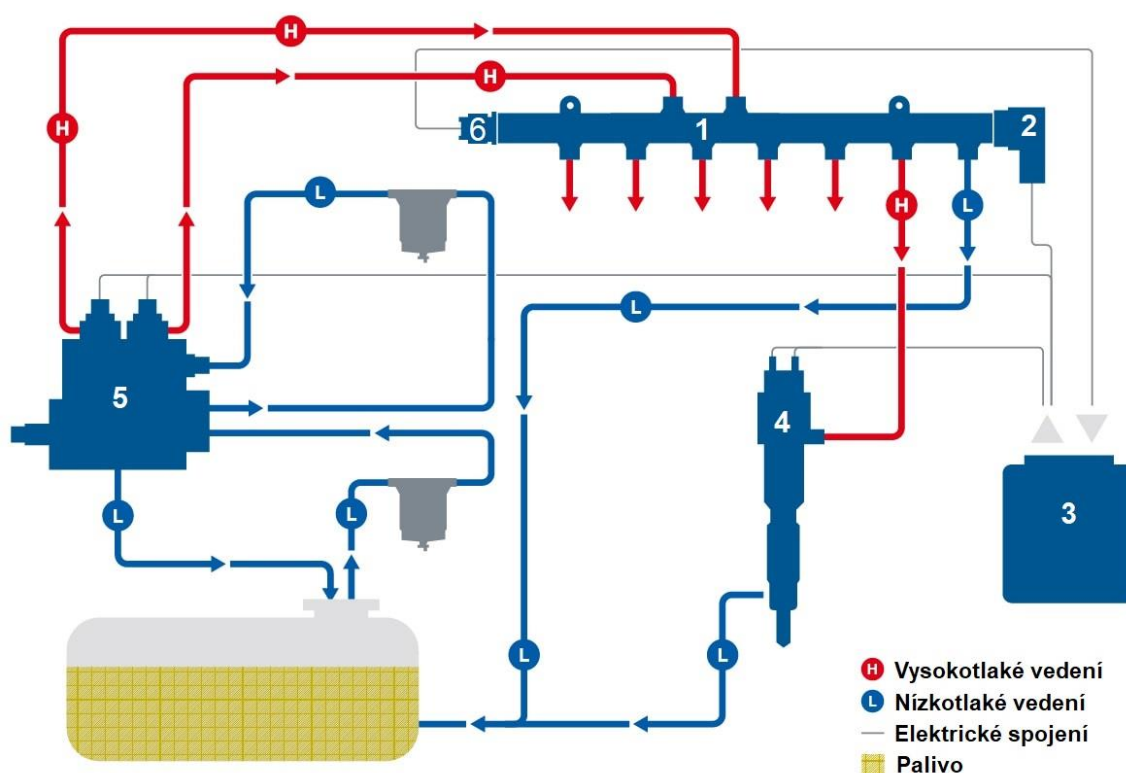 H
H
H
6
1
2
L
H
L
L
5
4
L
L
3
L
L
H Vysokotlaké vedení
L Nízkotlaké vedení
Elektrické spojení
Palivo